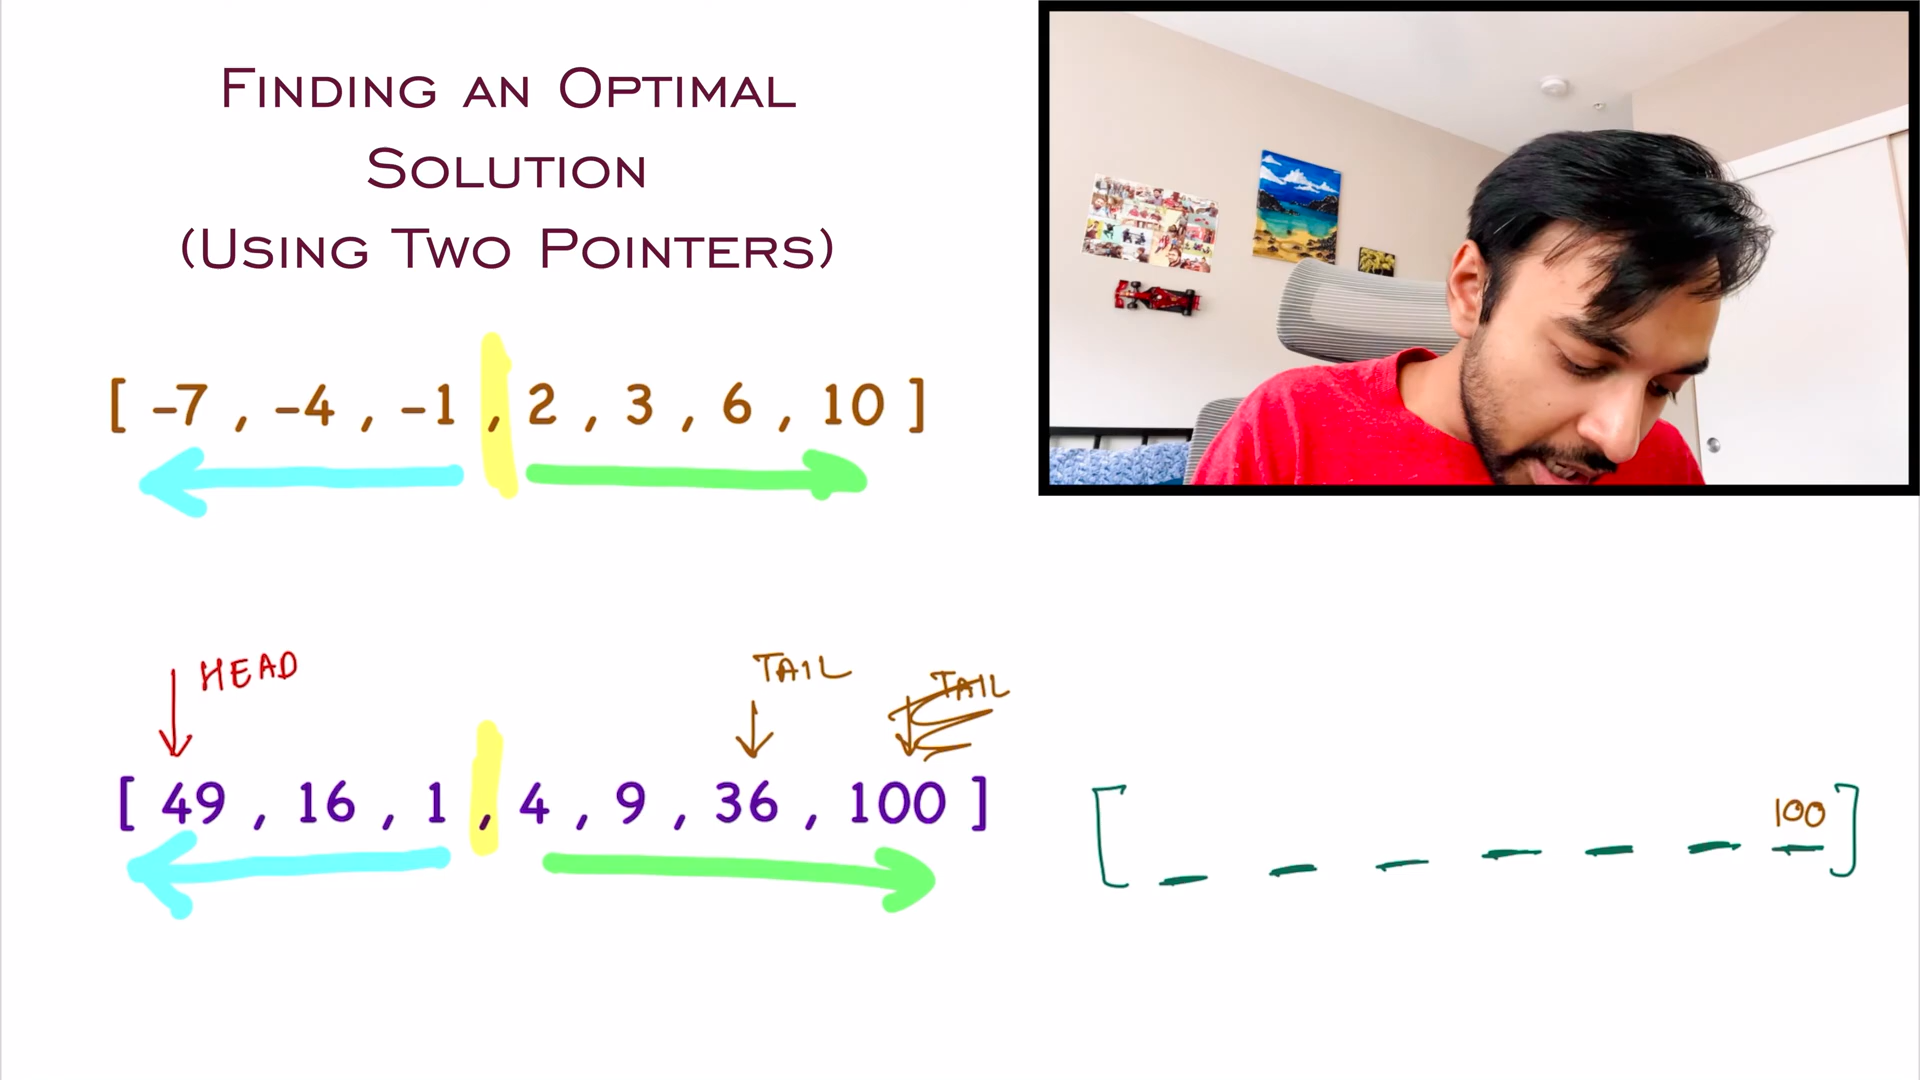 Finding an Optimal
Solution
(Using Two Pointers)
[ -7 , -4 , -1 , 2 , 3 , 6 , 10 ]
HEAD
TAIL
TAIL
[ 49 , 16 , 1 , 4 , 9 , 36 , 100 ]
[ _ _ _ _ _ _ 100 ]